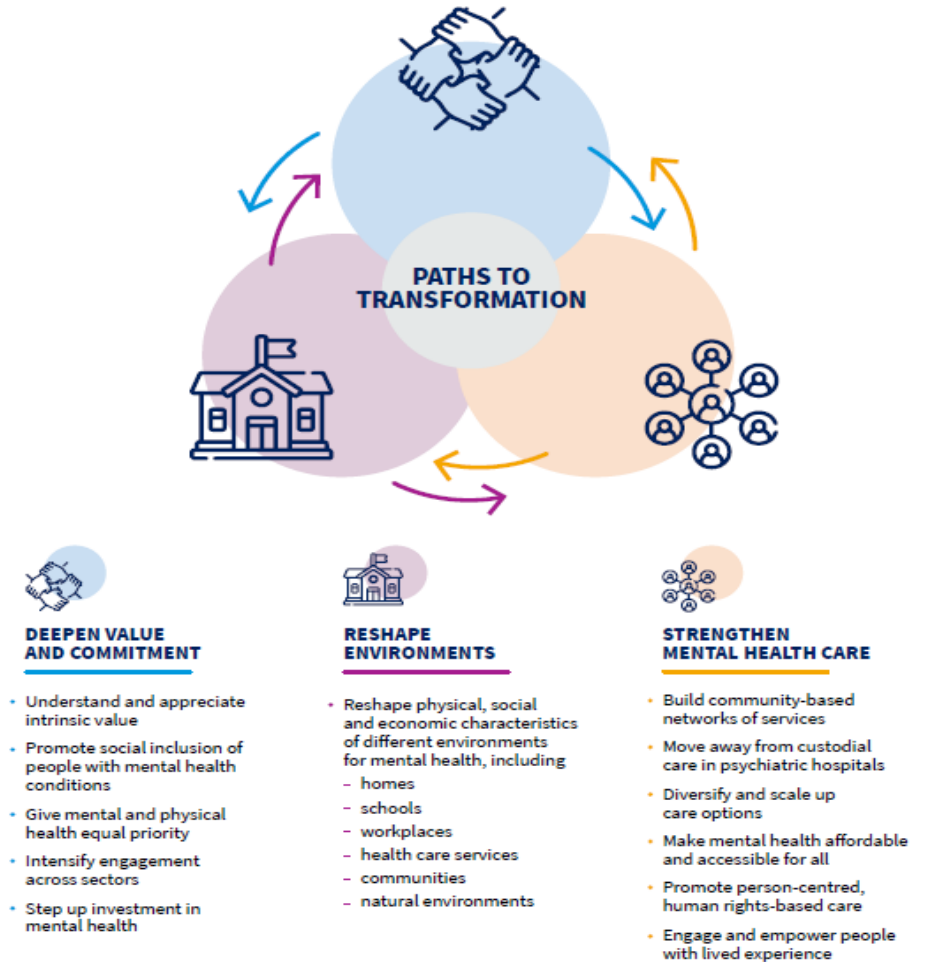 PATHS TO
TRANSFORMATION
DEEPEN VALUE
AND COMMITMENT
• Understand and appreciate
intrinsic value
• Promote social inclusion of
people with mental health
conditions
• Give mental and physical
health equal priority
• Intensify engagement
across sectors
• Step up investment in
mental health
RESHAPE
ENVIRONMENTS
• Reshape physical, social
and economic characteristics
of different environments
for mental health, including
– homes
– schools
– workplaces
– health care services
– communities
– natural environments
STRENGTHEN
MENTAL HEALTH CARE
• Build community-based
networks of services
• Move away from custodial
care in psychiatric hospitals
• Diversify and scale up
care options
• Make mental health affordable
and accessible for all
• Promote person-centred,
human rights-based care
• Engage and empower people
with lived experience